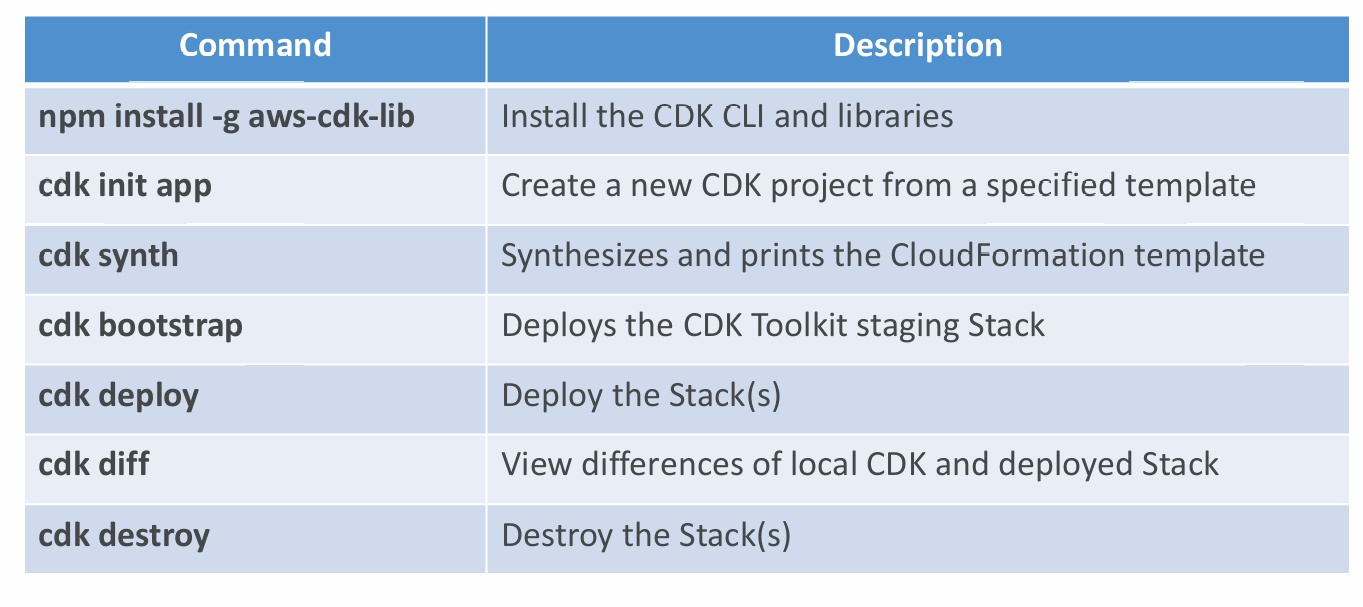 Command Description
npm install -g aws-cdk-lib Install the CDK CLI and libraries
cdk init app Create a new CDK project from a specified template
cdk synth Synthesizes and prints the CloudFormation template
cdk bootstrap Deploys the CDK Toolkit staging Stack
cdk deploy Deploy the Stack(s)
cdk diff View differences of local CDK and deployed Stack
cdk destroy Destroy the Stack(s)